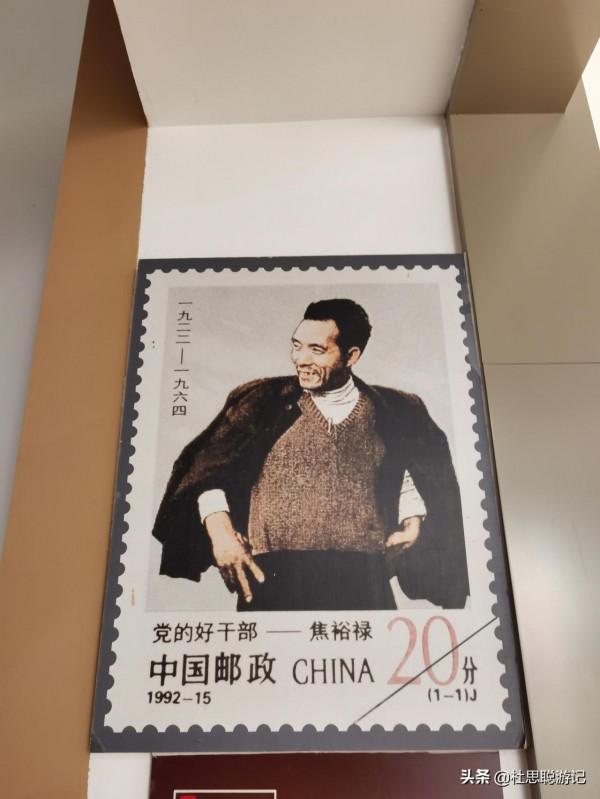 一九二二—一九六四
党的好干部 —— 焦裕禄
中国邮政 CHINA 20分
1992-15 (1-1)J
头条 @杜思聪游记